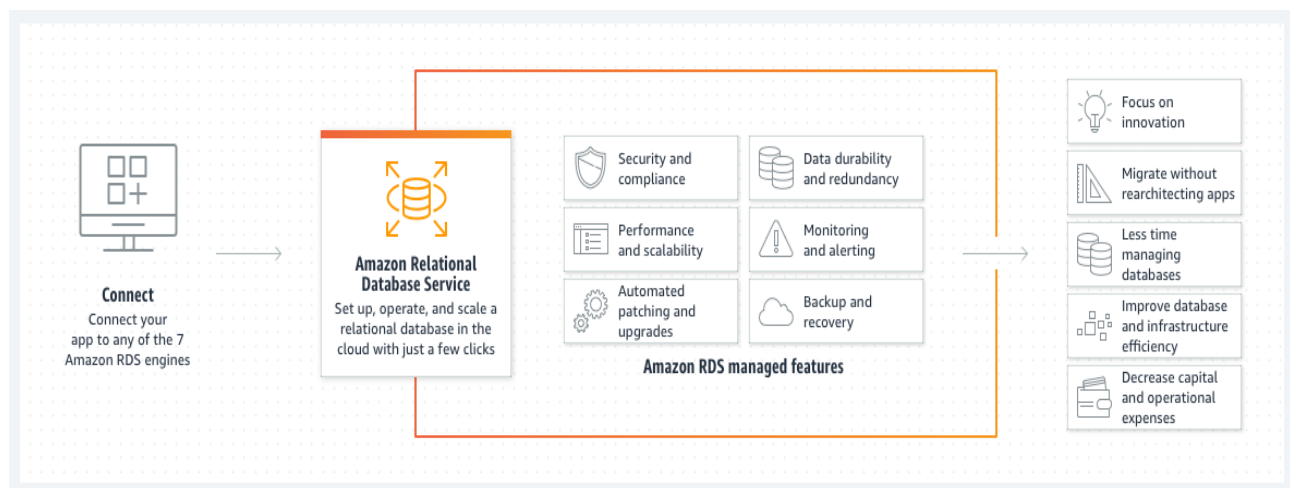 Connect
Connect your
app to any of the 7
Amazon RDS engines
Amazon Relational
Database Service
Set up, operate, and scale a
relational database in the
cloud with just a few clicks
Security and
compliance
Data durability
and redundancy
Performance
and scalability
Monitoring
and alerting
Automated
patching and
upgrades
Backup and
recovery
Amazon RDS managed features
Focus on
innovation
Migrate without
rearchitecting apps
Less time
managing
databases
Improve database
and infrastructure
efficiency
Decrease capital
and operational
expenses